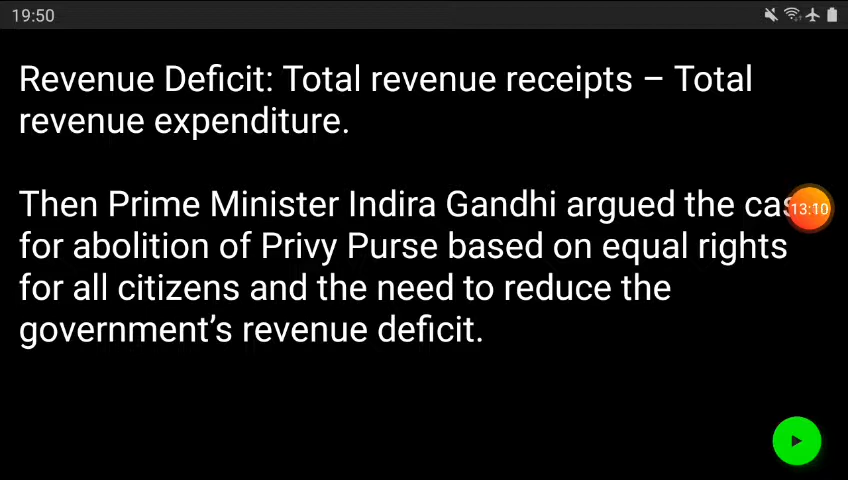 19:50
Revenue Deficit: Total revenue receipts – Total
revenue expenditure.
Then Prime Minister Indira Gandhi argued the cas
13:10
for abolition of Privy Purse based on equal rights
for all citizens and the need to reduce the
government’s revenue deficit.